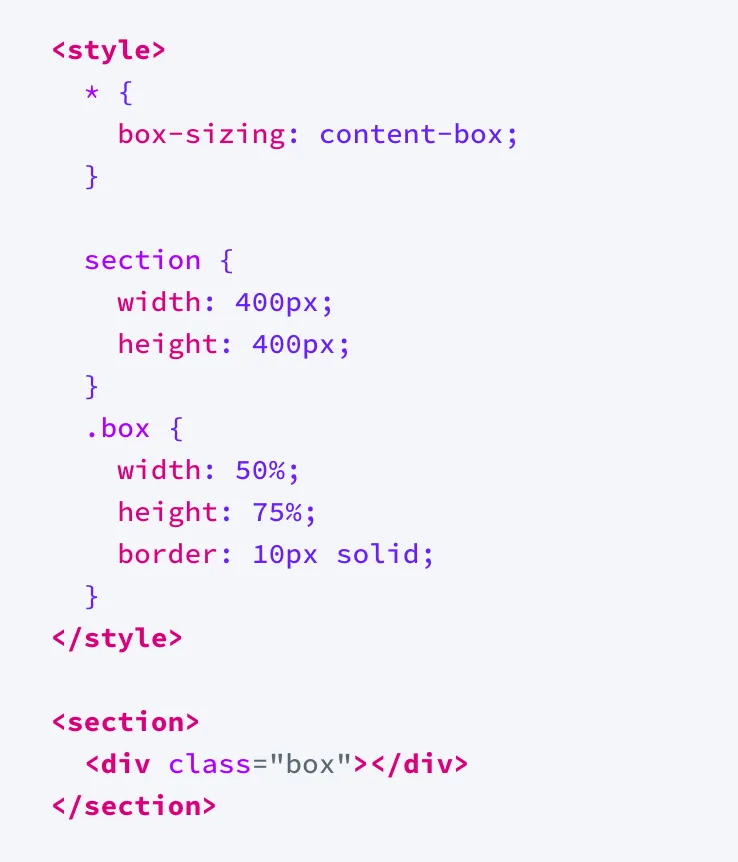 <style>
  * {
    box-sizing: content-box;
  }

  section {
    width: 400px;
    height: 400px;
  }
  .box {
    width: 50%;
    height: 75%;
    border: 10px solid;
  }
</style>

<section>
  <div class="box"></div>
</section>